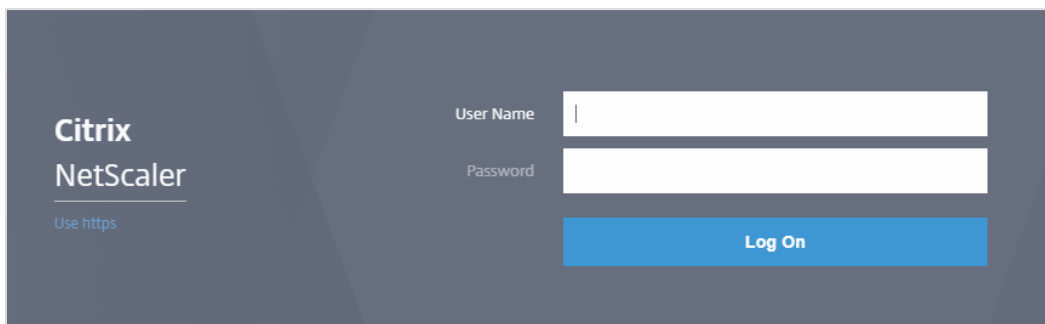 Citrix
NetScaler
Use https
User Name
Password
Log On